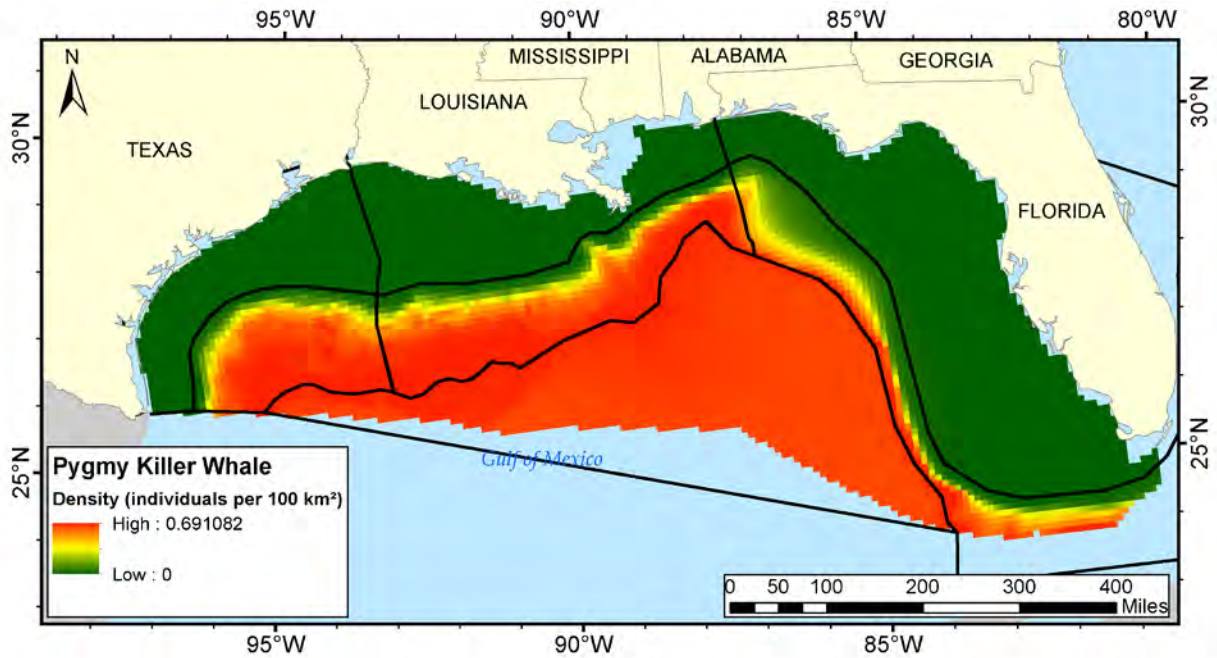 95°W 90°W 85°W 80°W
N
MISSISSIPPI ALABAMA GEORGIA
LOUISIANA
TEXAS
30°N 30°N
FLORIDA
25°N 25°N
Gulf of Mexico
Pygmy Killer Whale
Density (individuals per 100 km²)
High : 0.691082
Low : 0
0 50 100 200 300 400
Miles
95°W 90°W 85°W